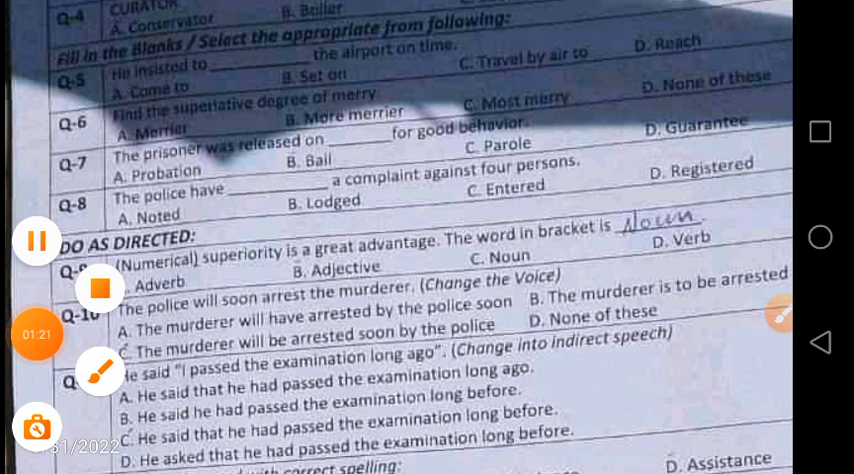 Q-4 CURATOR
A. Conservator B. Boiler
Fill in the Blanks / Select the appropriate from following:
Q-5 He insisted to __________ the airport on time.
A. Come to B. Set on C. Travel by air to D. Reach
Q-6 Find the superlative degree of merry
A. Merrier B. More merrier C. Most merry D. None of these
Q-7 The prisoner was released on ________ for good behavior.
A. Probation B. Bail C. Parole D. Guarantee
Q-8 The police have ____________ a complaint against four persons.
A. Noted B. Lodged C. Entered D. Registered
DO AS DIRECTED:
(Numerical) superiority is a great advantage. The word in bracket is Noun.
Adverb B. Adjective C. Noun D. Verb
Q-10 The police will soon arrest the murderer. (Change the Voice)
A. The murderer will have arrested by the police soon B. The murderer is to be arrested
C. The murderer will be arrested soon by the police D. None of these
He said "I passed the examination long ago". (Change into indirect speech)
A. He said that he had passed the examination long ago.
B. He said he had passed the examination long before.
C. He said that he had passed the examination long before.
D. He asked that he had passed the examination long before.
with correct spelling:
D. Assistance
01:21
31/2022